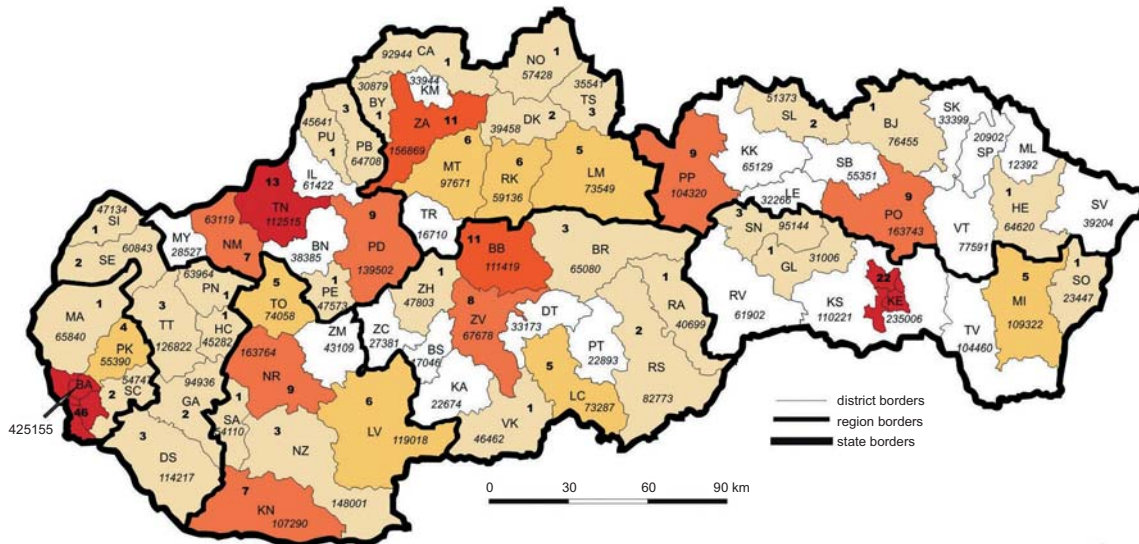 CA 1
92944
NO 1
57428
33944
KM
30879
BY
1
35541
TS
3
ZA 11
156869
DK 2
39458
3
45641
PU
1
PB
64708
6
MT
97671
6
RK
59136
5
LM
73549
IL
61422
13
TN
112515
9
PP
104320
KK
65129
51373
SL
2
1
BJ
76455
SK
33399
20902
SP
ML
12392
SB
55351
LE
32266
9
PO
163743
1
HE
64620
SV
39204
VT
77591
47134
SI
1
SE
2
60843
MY
28527
63119
NM
7
BN
38385
9
PD
139502
TR
16710
11
BB
111419
3
BR
65080
3
SN
95144
1
GL
31006
22
KE
235006
5
MI
109322
1
SO
23447
63964
PN
1
1
PE
47573
5
TO
74058
ZH 1
47803
8
ZV
67678
DT
33173
PT
22893
1
RA
40699
2
RS
82773
RV
61902
KS
110221
TV
104460
1
MA
65840
4
PK
55390
3
TT
126822
1
HC
45282
ZM
43109
ZC
27381
BS
17046
KA
22674
5
LC
73287
BA
46
425155
54747
SC
2
94936
GA
2
163764
NR
9
1
SA
54110
3
NZ
148001
6
LV
119018
1
VK
46462
3
DS
114217
7
KN
107290
district borders
region borders
state borders
0 30 60 90 km